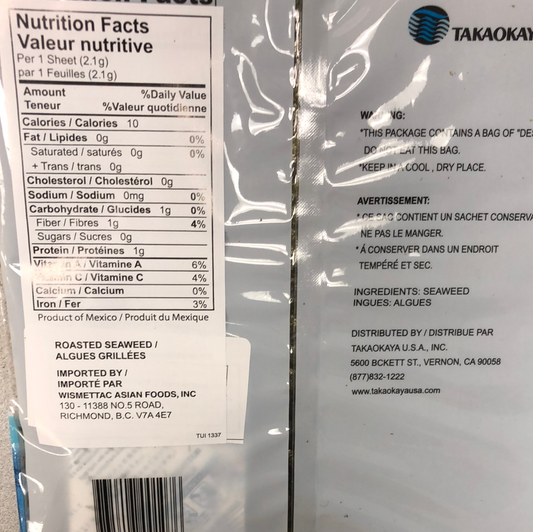 Nutrition Facts
Valeur nutritive
Per 1 Sheet (2.1g)
par 1 Feuilles (2.1g)
Amount %Daily Value
Teneur %Valeur quotidienne
Calories / Calories 10
Fat / Lipides 0g 0%
Saturated / saturés 0g 0%
+ Trans / trans 0g
Cholesterol / Cholestérol 0g
Sodium / Sodium 0mg 0%
Carbohydrate / Glucides 1g 0%
Fiber / Fibres 1g 4%
Sugars / Sucres 0g
Protein / Protéines 1g
Vitamin A / Vitamine A 6%
Vitamin C / Vitamine C 4%
Calcium / Calcium 0%
Iron / Fer 3%
Product of Mexico / Produit du Mexique
ROASTED SEAWEED /
ALGUES GRILLÉES
IMPORTED BY /
IMPORTÉ PAR
WISMETTAC ASIAN FOODS, INC
130 - 11388 NO.5 ROAD,
RICHMOND, B.C. V7A 4E7
TUI 1337
TAKAOKAY
WARNING:
*THIS PACKAGE CONTAINS A BAG OF "DE
DO NOT EAT THIS BAG.
*KEEP IN A COOL , DRY PLACE.
AVERTISSEMENT:
* CE SAC CONTIENT UN SACHET CONSERVA
NE PAS LE MANGER.
* Á CONSERVER DANS UN ENDROIT
TEMPÉRÉ ET SEC.
INGREDIENTS: SEAWEED
INGUES: ALGUES
DISTRIBUTED BY / DISTRIBUE PAR
TAKAOKAYA U.S.A., INC.
5600 BCKETT ST., VERNON, CA 90058
(877)832-1222
www.takaokayausa.com